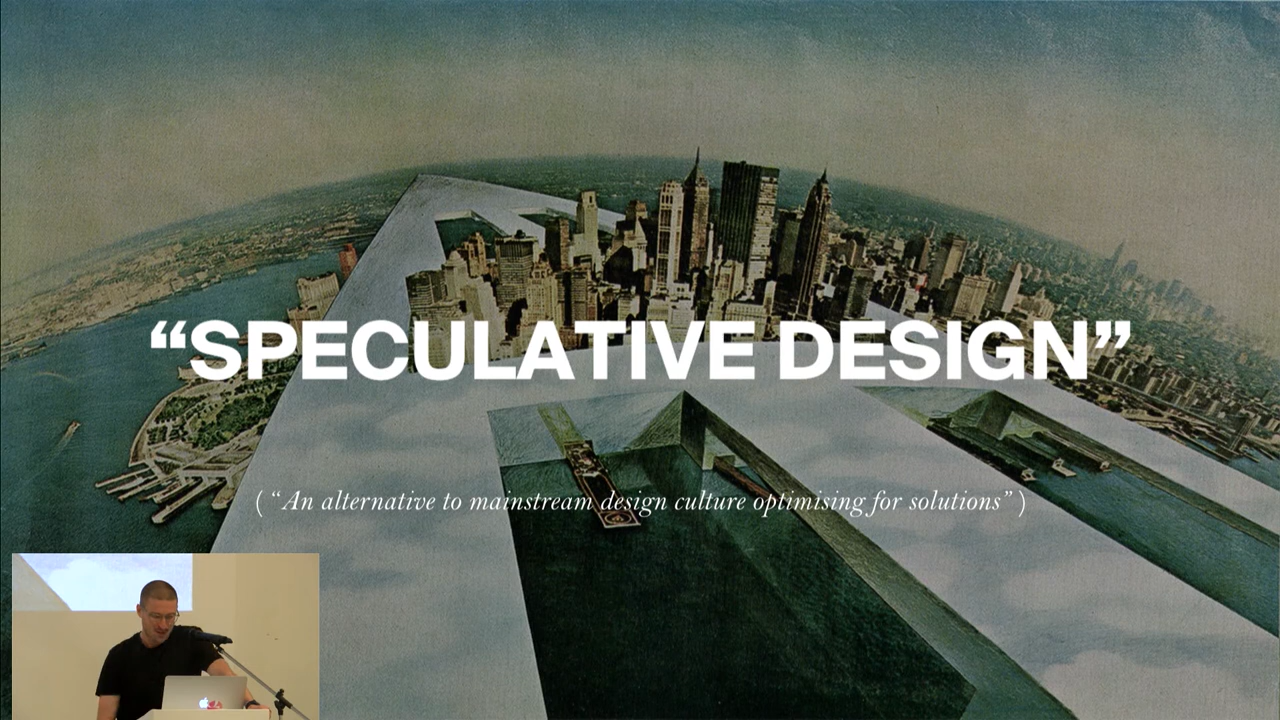 “SPECULATIVE DESIGN”
( “An alternative to mainstream design culture optimising for solutions” )